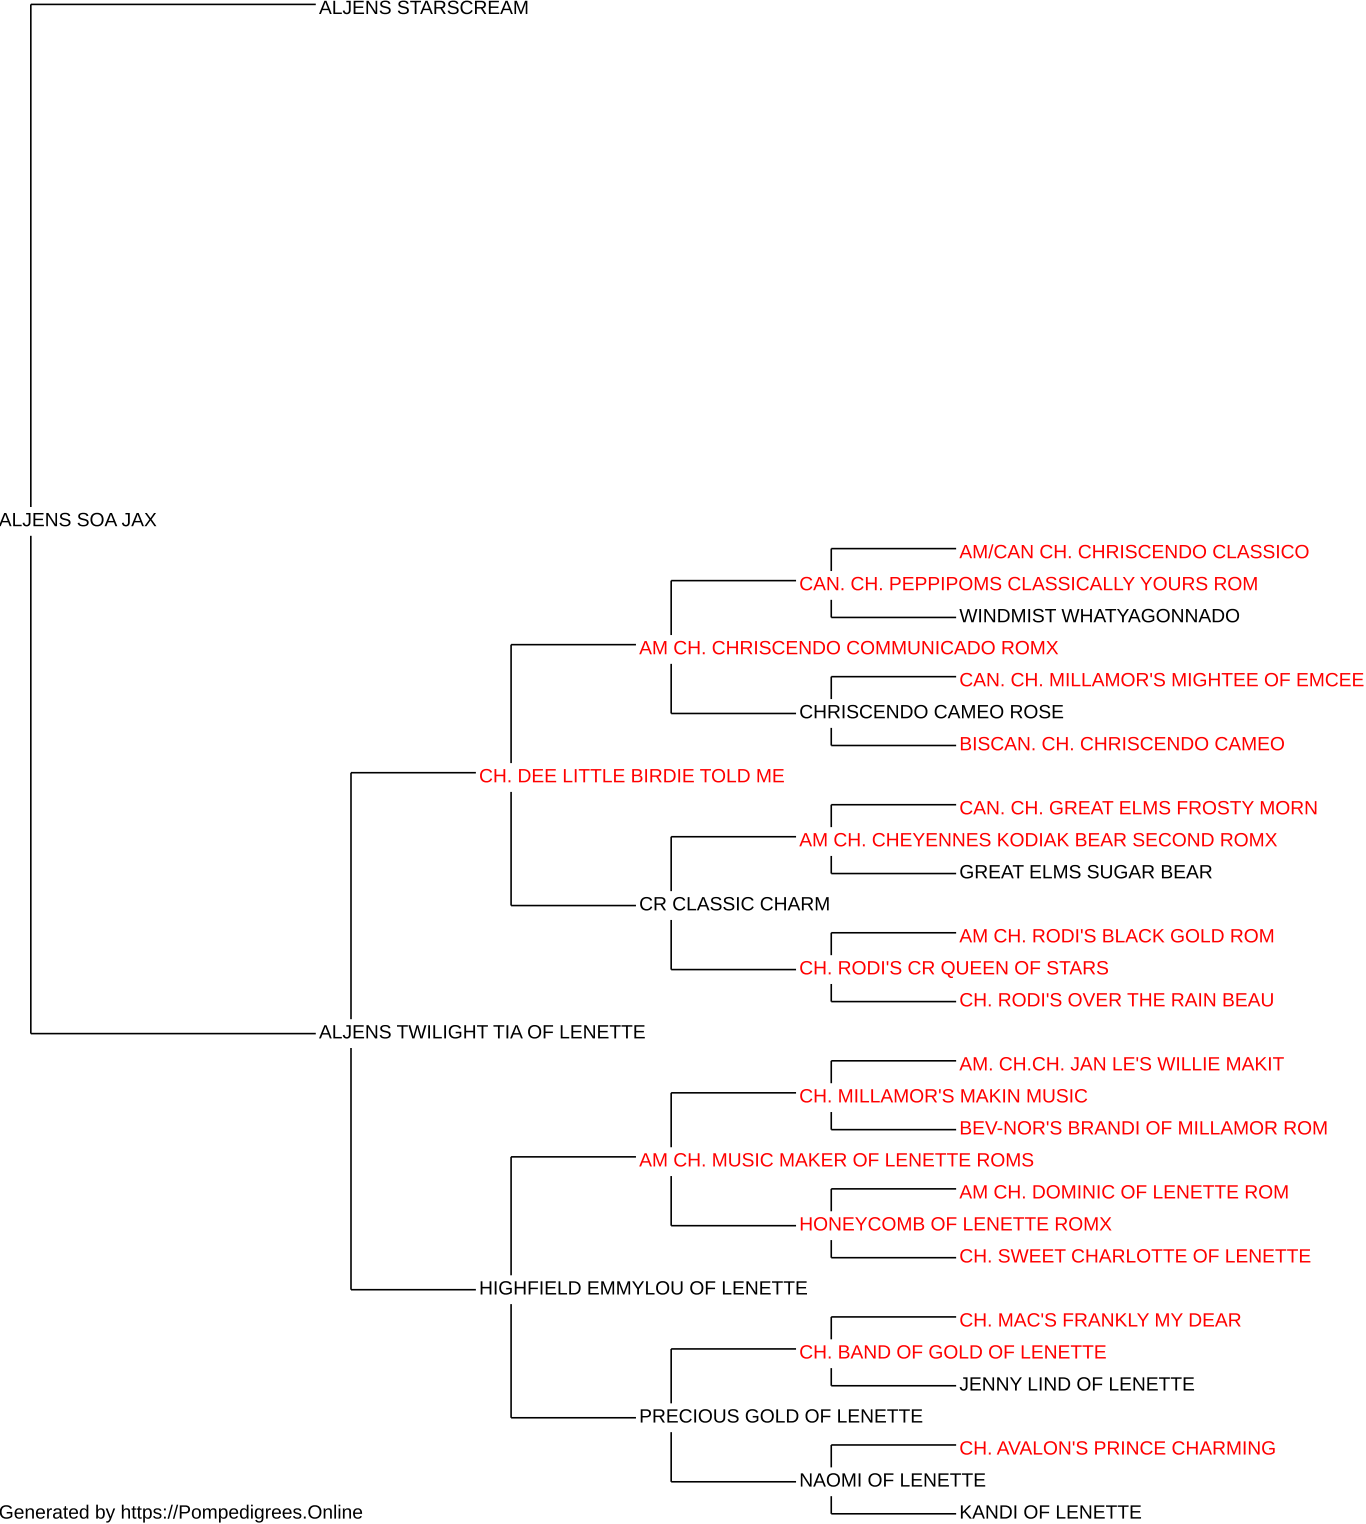 ALJENS STARSCREAM
ALJENS SOA JAX
AM/CAN CH. CHRISCENDO CLASSICO
CAN. CH. PEPPIPOMS CLASSICALLY YOURS ROM
WINDMIST WHATYAGONNADO
AM CH. CHRISCENDO COMMUNICADO ROMX
CAN. CH. MILLAMOR'S MIGHTEE OF EMCEE
CHRISCENDO CAMEO ROSE
BISCAN. CH. CHRISCENDO CAMEO
CH. DEE LITTLE BIRDIE TOLD ME
CAN. CH. GREAT ELMS FROSTY MORN
AM CH. CHEYENNES KODIAK BEAR SECOND ROMX
GREAT ELMS SUGAR BEAR
CR CLASSIC CHARM
AM CH. RODI'S BLACK GOLD ROM
CH. RODI'S CR QUEEN OF STARS
CH. RODI'S OVER THE RAIN BEAU
ALJENS TWILIGHT TIA OF LENETTE
AM. CH.CH. JAN LE'S WILLIE MAKIT
CH. MILLAMOR'S MAKIN MUSIC
BEV-NOR'S BRANDI OF MILLAMOR ROM
AM CH. MUSIC MAKER OF LENETTE ROMS
AM CH. DOMINIC OF LENETTE ROM
HONEYCOMB OF LENETTE ROMX
CH. SWEET CHARLOTTE OF LENETTE
HIGHFIELD EMMYLOU OF LENETTE
CH. MAC'S FRANKLY MY DEAR
CH. BAND OF GOLD OF LENETTE
JENNY LIND OF LENETTE
PRECIOUS GOLD OF LENETTE
CH. AVALON'S PRINCE CHARMING
NAOMI OF LENETTE
KANDI OF LENETTE
Generated by https://Pompedigrees.Online